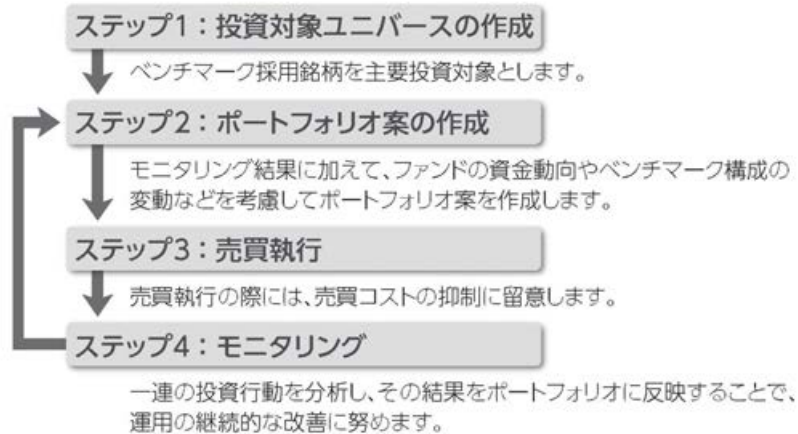 ステップ1：投資対象ユニバースの作成
ベンチマーク採用銘柄を主要投資対象とします。
ステップ2：ポートフォリオ案の作成
モニタリング結果に加えて、ファンドの資金動向やベンチマーク構成の
変動などを考慮してポートフォリオ案を作成します。
ステップ3：売買執行
売買執行の際には、売買コストの抑制に留意します。
ステップ4：モニタリング
一連の投資行動を分析し、その結果をポートフォリオに反映することで、
運用の継続的な改善に努めます。